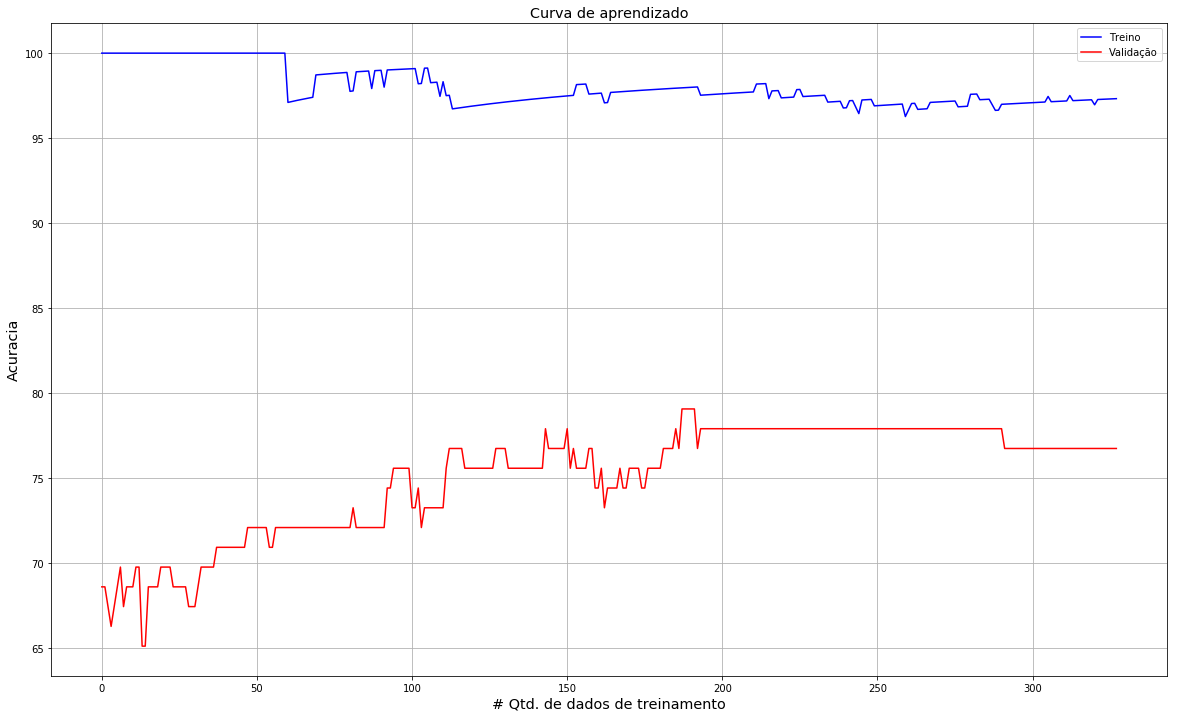 Curva de aprendizado
Treino
Validação
Acuracia
100
95
90
85
80
75
70
65
0 50 100 150 200 250 300
# Qtd. de dados de treinamento